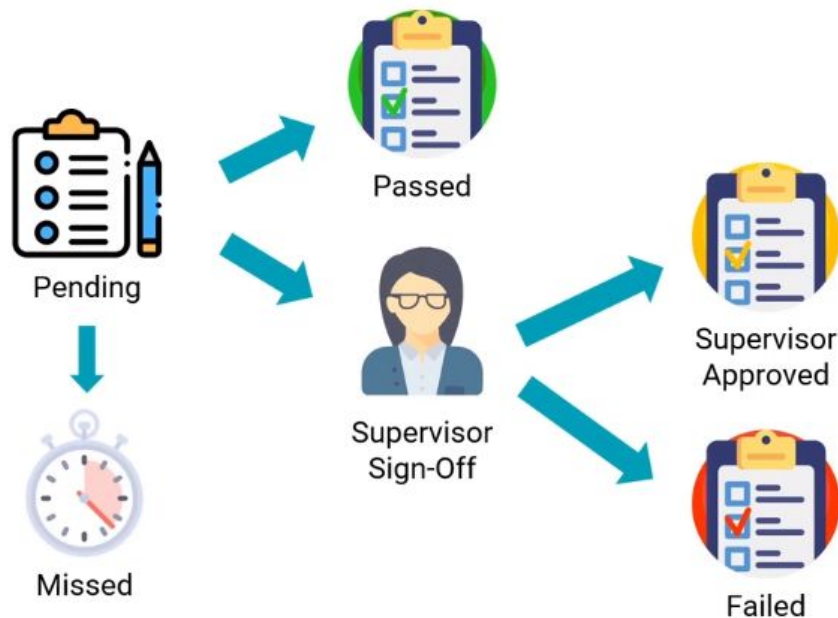 Passed
Pending
Supervisor
Sign-Off
Supervisor
Approved
Missed
Failed